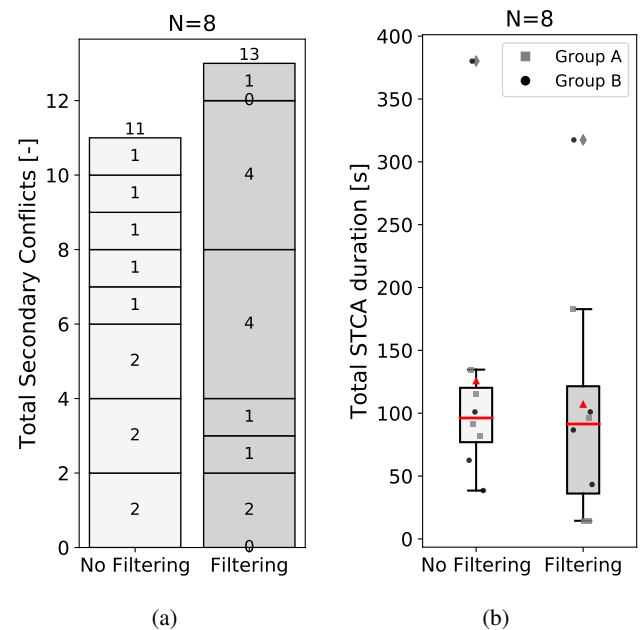 N=8
Total Secondary Conflicts [-]
12
10
8
6
4
2
0
11
1
1
1
1
1
2
2
2
13
1
0
4
4
1
1
2
0
No Filtering
Filtering
(a)
N=8
Total STCA duration [s]
400
350
300
250
200
150
100
50
0
Group A
Group B
No Filtering
Filtering
(b)